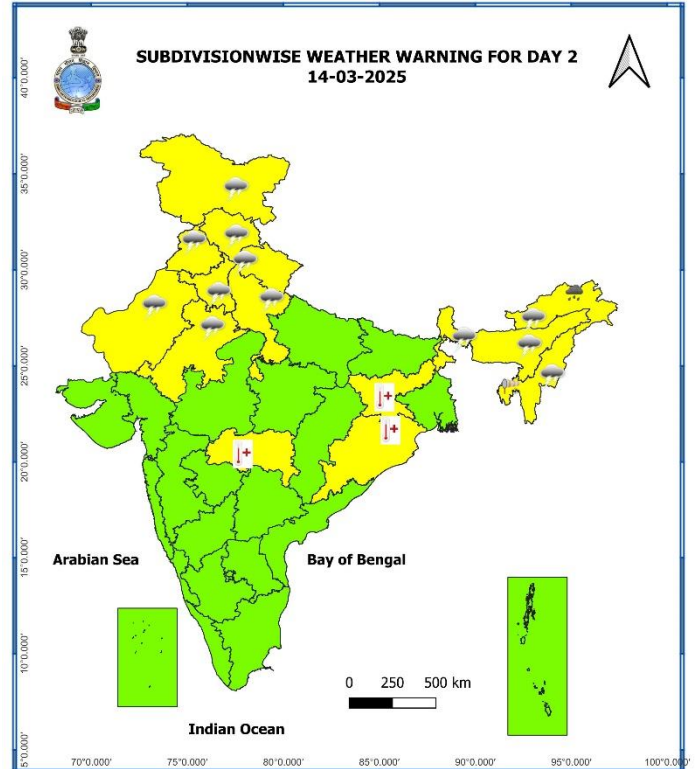 SUBDIVISIONWISE WEATHER WARNING FOR DAY 2
14-03-2025
40°0.000'
35°0.000'
30°0.000'
25°0.000'
20°0.000'
15°0.000'
10°0.000'
5°0.000'
Arabian Sea
Bay of Bengal
0 250 500 km
Indian Ocean
70°0.000' 75°0.000' 80°0.000' 85°0.000' 90°0.000' 95°0.000' 100°0.000'